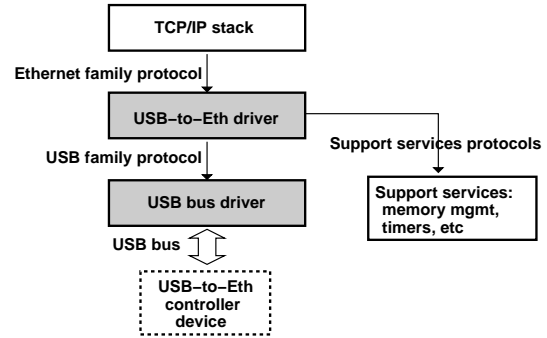 TCP/IP stack
Ethernet family protocol
USB−to−Eth driver
Support services protocols
USB family protocol
Support services:
memory mgmt,
timers, etc
USB bus driver
USB bus
USB−to−Eth
controller
device